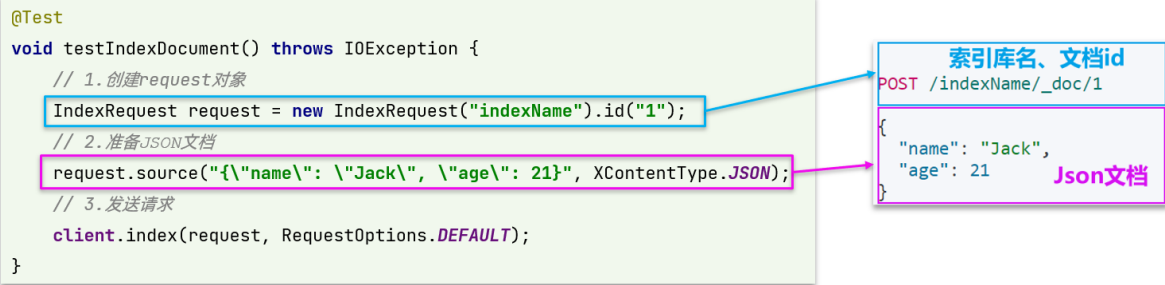 @Test
void testIndexDocument() throws IOException {
// 1.创建request对象
IndexRequest request = new IndexRequest("indexName").id("1");
// 2.准备JSON文档
request.source("{\"name\": \"Jack\", \"age\": 21}", XContentType.JSON);
// 3.发送请求
client.index(request, RequestOptions.DEFAULT);
}
索引库名、文档id
POST /indexName/_doc/1
{
"name": "Jack",
"age": 21
Json文档
}